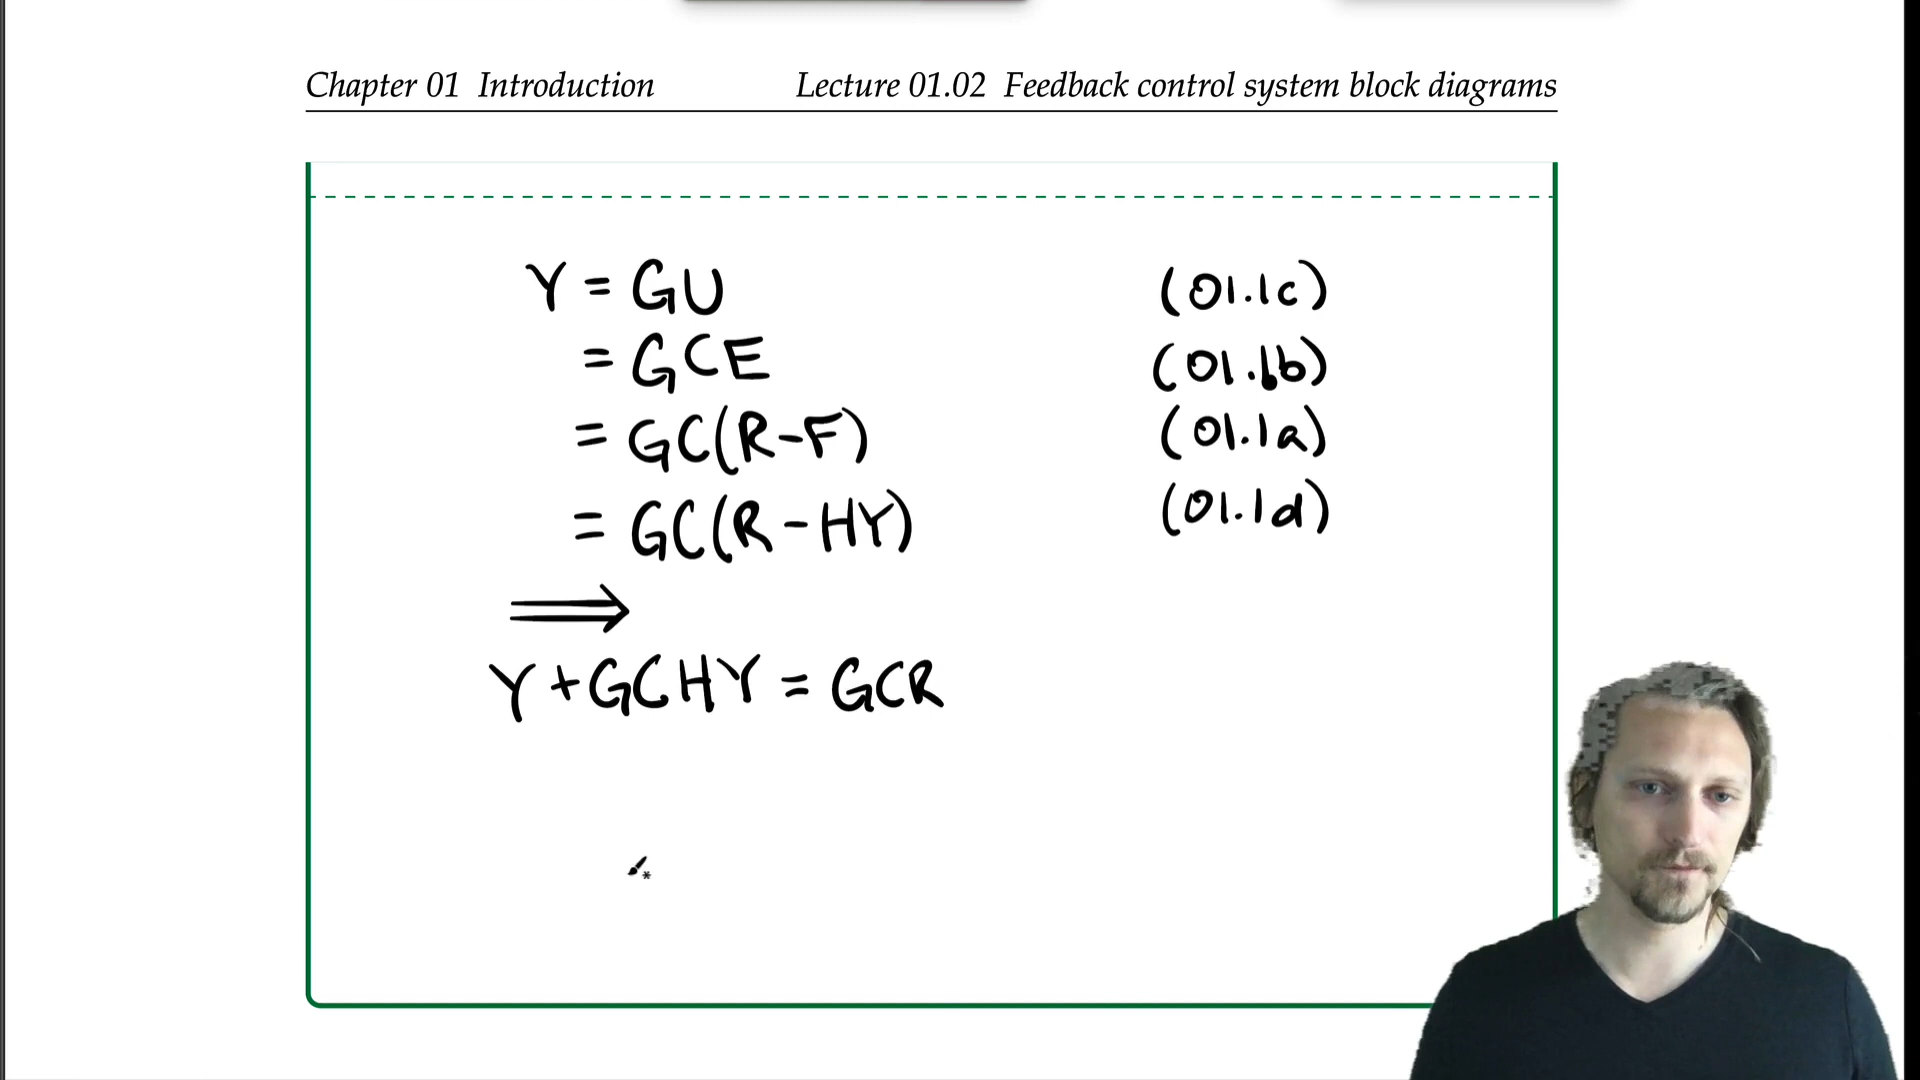 Chapter 01 Introduction Lecture 01.02 Feedback control system block diagrams
Y = GU (01.1c)
= GCE (01.1b)
= GC(R-F) (01.1a)
= GC(R-HY) (01.1d)
⟹
Y+GCHY = GCR